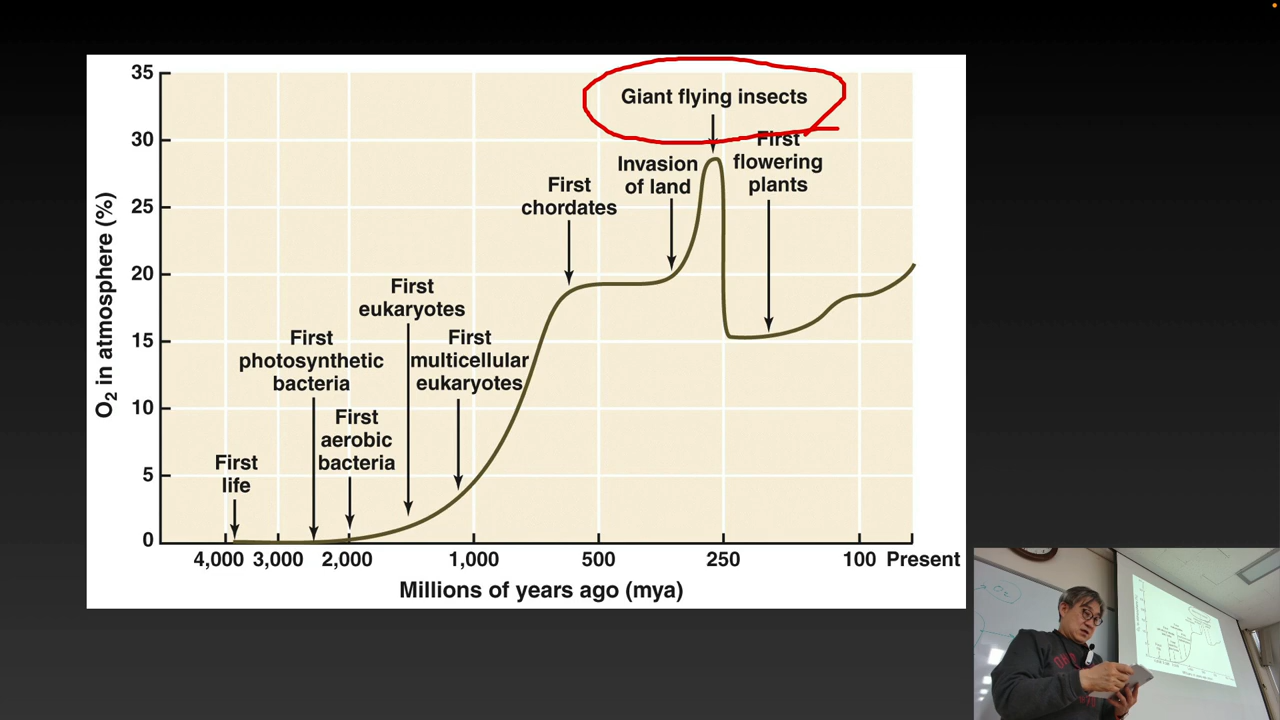 35
30
25
20
15
10
5
0
O2 in atmosphere (%)
Giant flying insects
First
flowering
plants
Invasion
of land
First
chordates
First
eukaryotes
First
multicellular
eukaryotes
First
photosynthetic
bacteria
First
aerobic
bacteria
First
life
4,000 3,000 2,000 1,000 500 250 100 Present
Millions of years ago (mya)